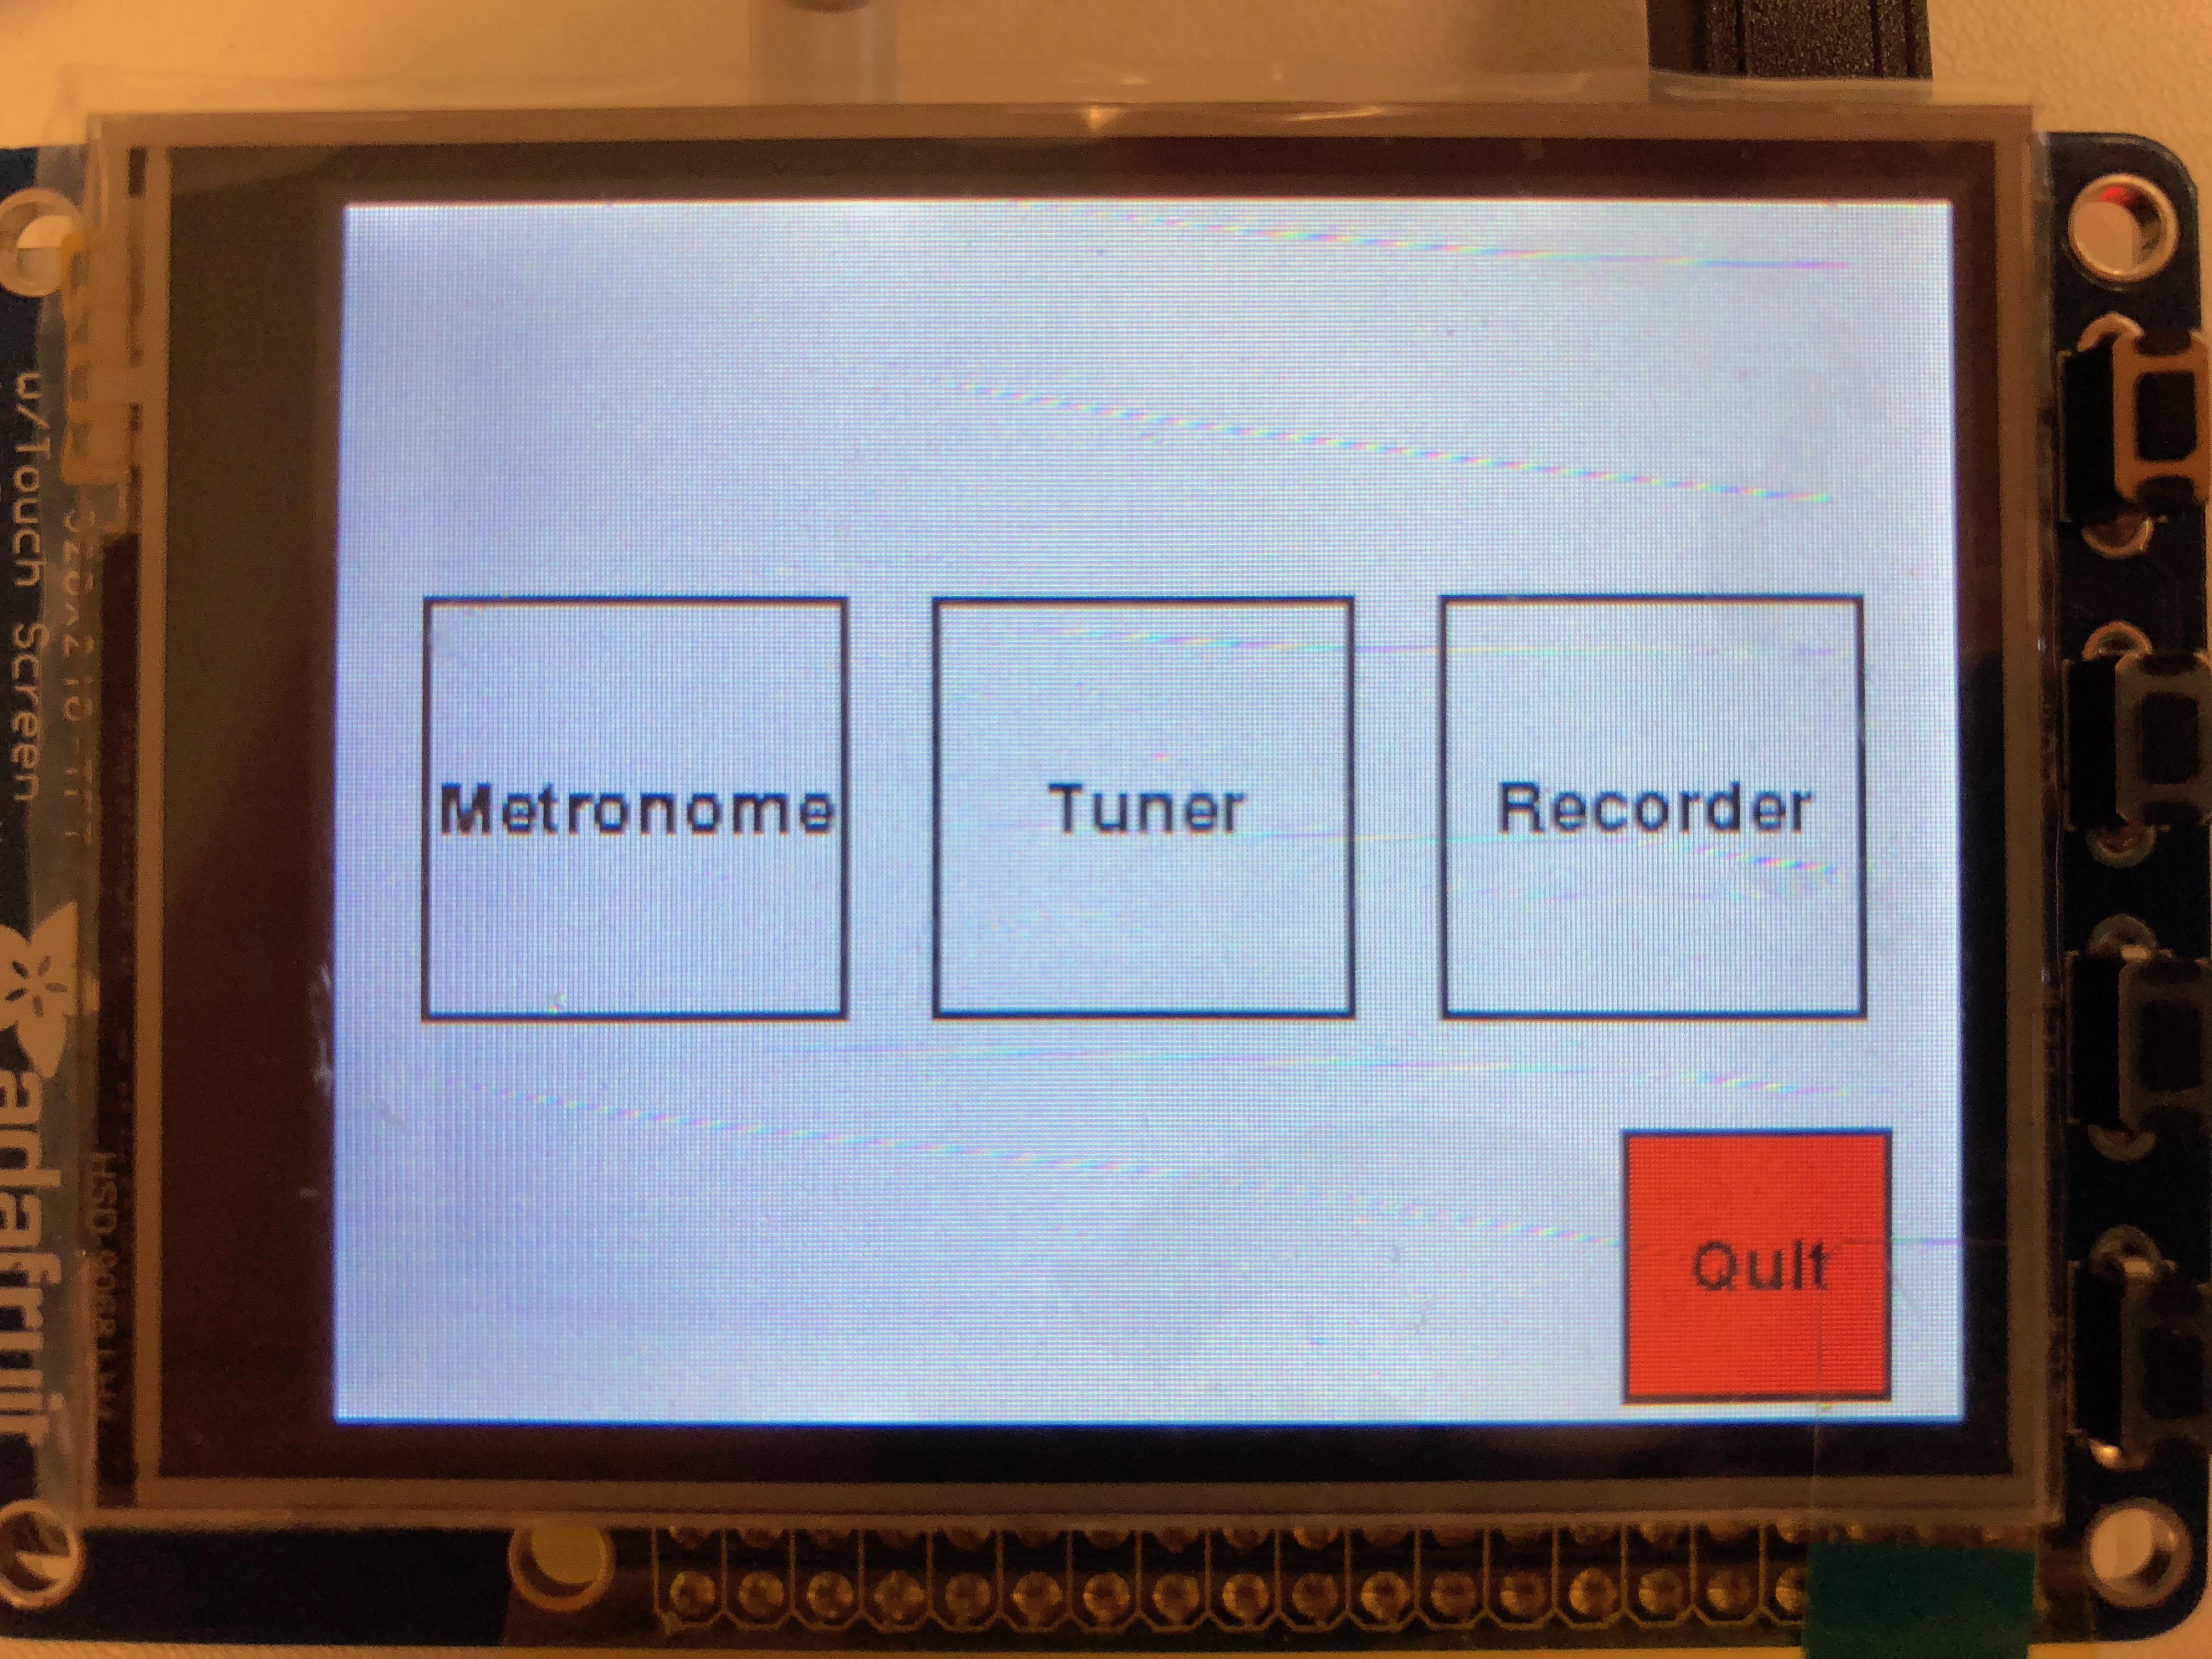 Metronome
Tuner
Recorder
Quit
w/Touch Screen
adafruit